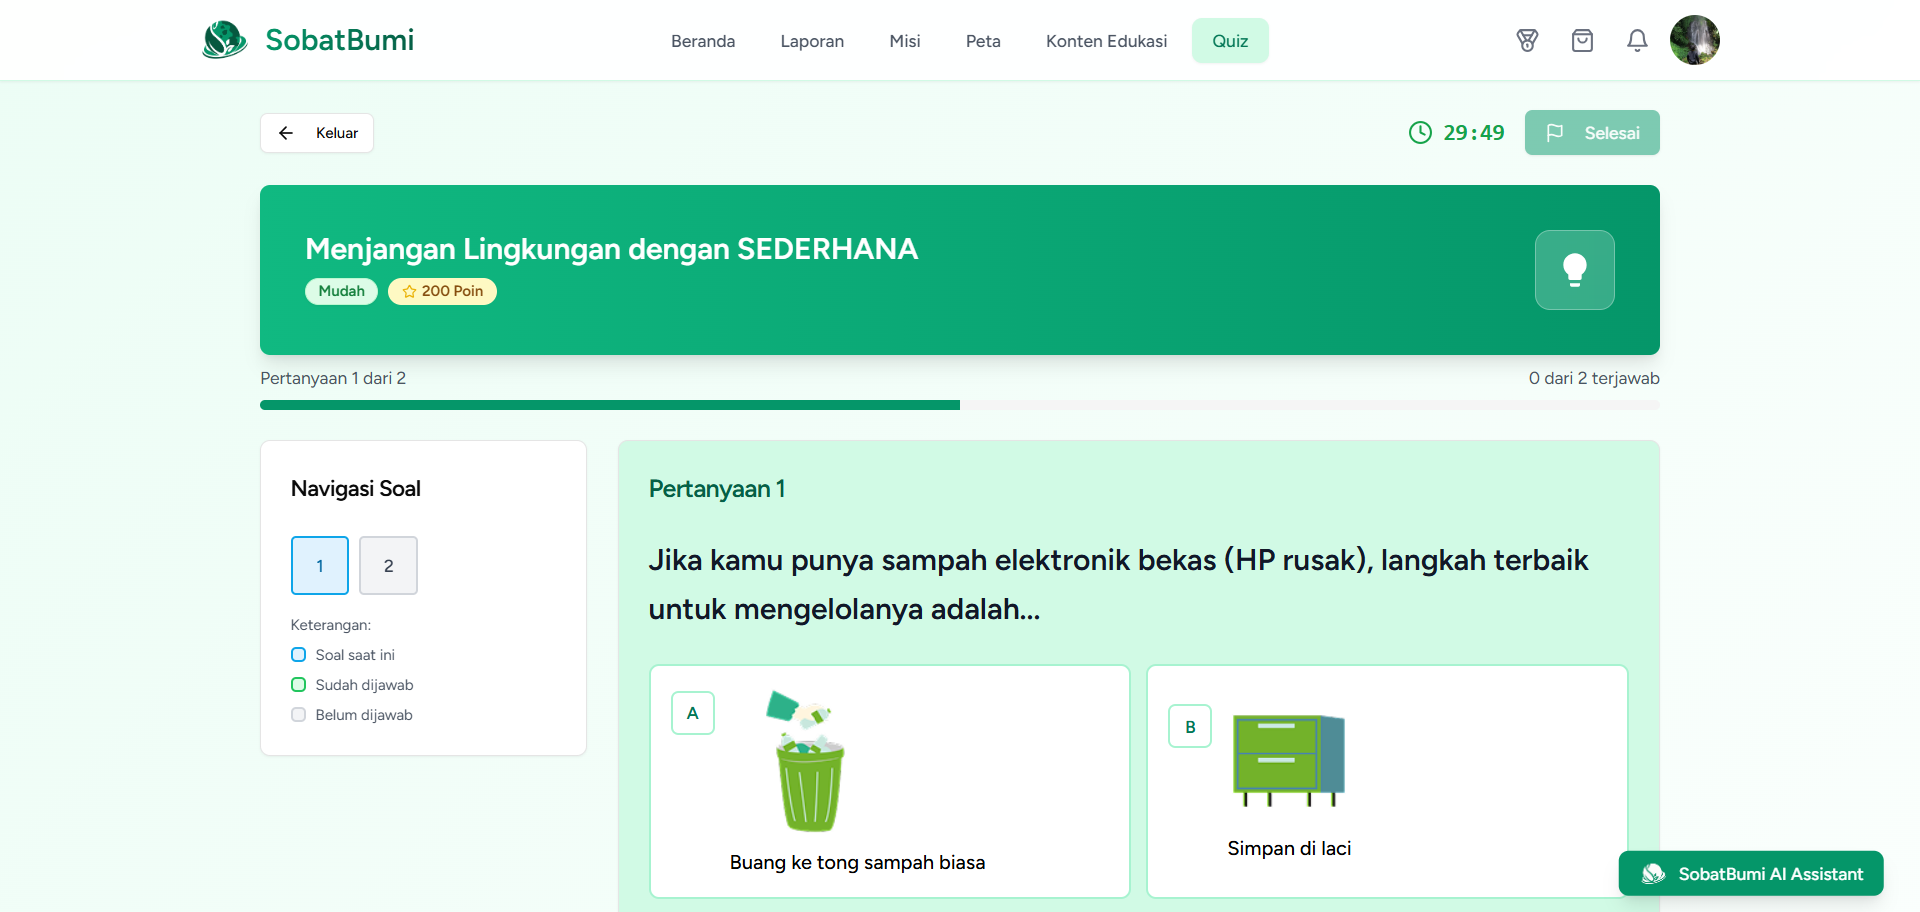 SobatBumi
Beranda
Laporan
Misi
Peta
Konten Edukasi
Quiz
Keluar
29:49
Selesai
Menjangan Lingkungan dengan SEDERHANA
Mudah
200 Poin
Pertanyaan 1 dari 2
0 dari 2 terjawab
Navigasi Soal
1
2
Keterangan:
Soal saat ini
Sudah dijawab
Belum dijawab
Pertanyaan 1
Jika kamu punya sampah elektronik bekas (HP rusak), langkah terbaik
untuk mengelolanya adalah...
A
Buang ke tong sampah biasa
B
Simpan di laci
SobatBumi AI Assistant